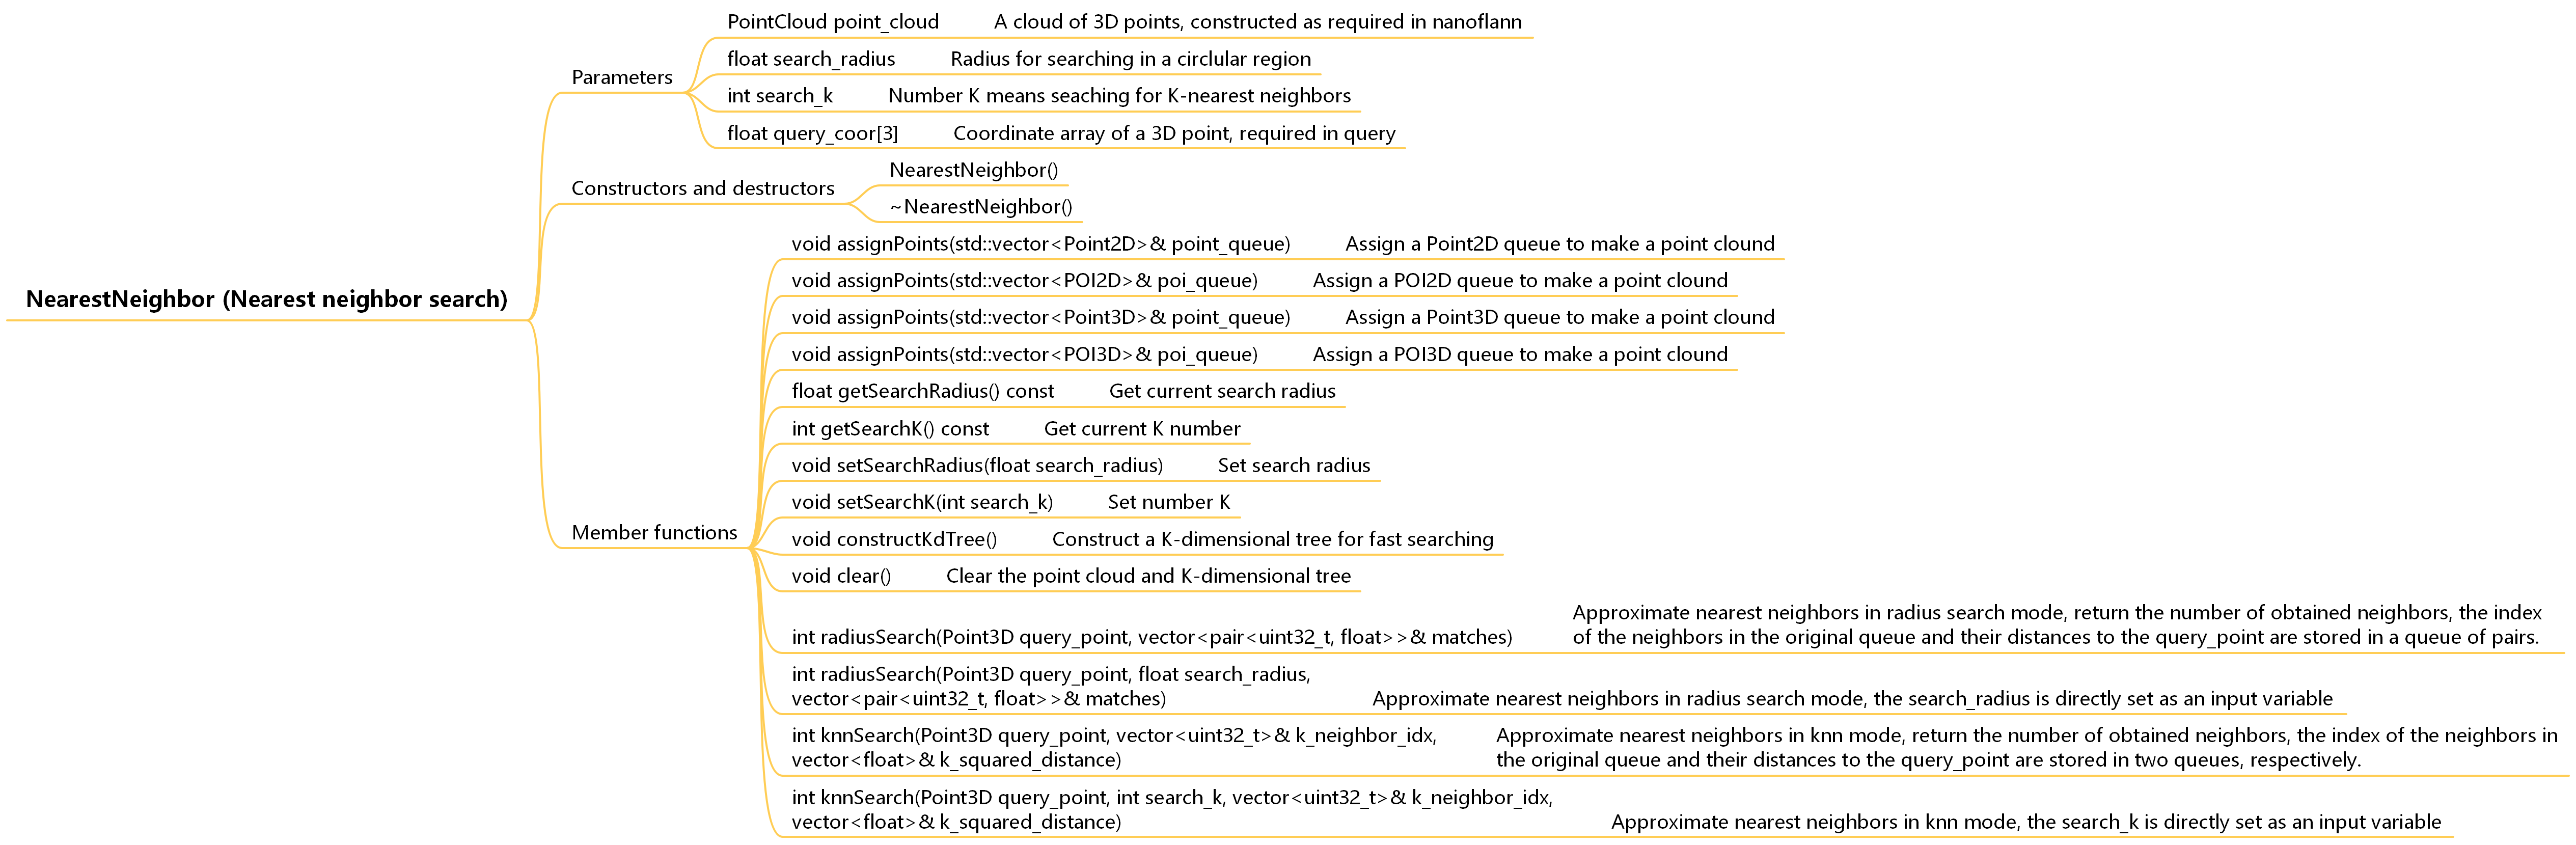 NearestNeighbor (Nearest neighbor search)
Parameters
PointCloud point_cloud A cloud of 3D points, constructed as required in nanoflann
float search_radius Radius for searching in a circlular region
int search_k Number K means seaching for K-nearest neighbors
float query_coor[3] Coordinate array of a 3D point, required in query
Constructors and destructors
NearestNeighbor()
~NearestNeighbor()
Member functions
void assignPoints(std::vector<Point2D>& point_queue) Assign a Point2D queue to make a point clound
void assignPoints(std::vector<POI2D>& poi_queue) Assign a POI2D queue to make a point clound
void assignPoints(std::vector<Point3D>& point_queue) Assign a Point3D queue to make a point clound
void assignPoints(std::vector<POI3D>& poi_queue) Assign a POI3D queue to make a point clound
float getSearchRadius() const Get current search radius
int getSearchK() const Get current K number
void setSearchRadius(float search_radius) Set search radius
void setSearchK(int search_k) Set number K
void constructKdTree() Construct a K-dimensional tree for fast searching
void clear() Clear the point cloud and K-dimensional tree
int radiusSearch(Point3D query_point, vector<pair<uint32_t, float>>& matches)
Approximate nearest neighbors in radius search mode, return the number of obtained neighbors, the index
of the neighbors in the original queue and their distances to the query_point are stored in a queue of pairs.
int radiusSearch(Point3D query_point, float search_radius,
vector<pair<uint32_t, float>>& matches)
Approximate nearest neighbors in radius search mode, the search_radius is directly set as an input variable
int knnSearch(Point3D query_point, vector<uint32_t>& k_neighbor_idx,
vector<float>& k_squared_distance)
Approximate nearest neighbors in knn mode, return the number of obtained neighbors, the index of the neighbors in
the original queue and their distances to the query_point are stored in two queues, respectively.
int knnSearch(Point3D query_point, int search_k, vector<uint32_t>& k_neighbor_idx,
vector<float>& k_squared_distance)
Approximate nearest neighbors in knn mode, the search_k is directly set as an input variable